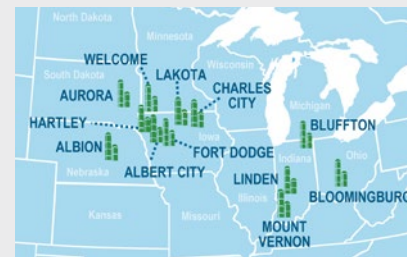 North Dakota
Minnesota
WELCOME
LAKOTA
Wisconsin
South Dakota
CHARLES
CITY
AURORA
Michigan
HARTLEY
BLUFFTON
Iowa
ALBION
FORT DODGE
Indiana
Ohio
Nebraska
ALBERT CITY
LINDEN
BLOOMINGBURG
Illinois
Kansas
Missouri
MOUNT
VERNON